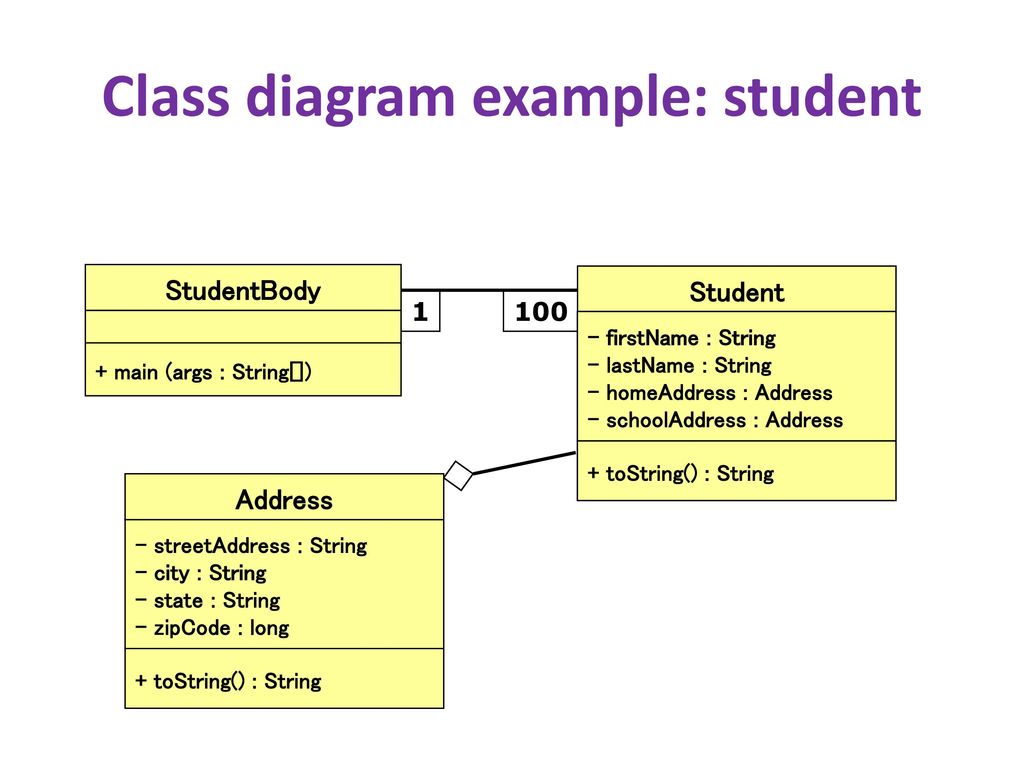 Class diagram example: student
StudentBody
+ main (args : String[])
1
100
Student
- firstName : String
- lastName : String
- homeAddress : Address
- schoolAddress : Address
+ toString() : String
Address
- streetAddress : String
- city : String
- state : String
- zipCode : long
+ toString() : String